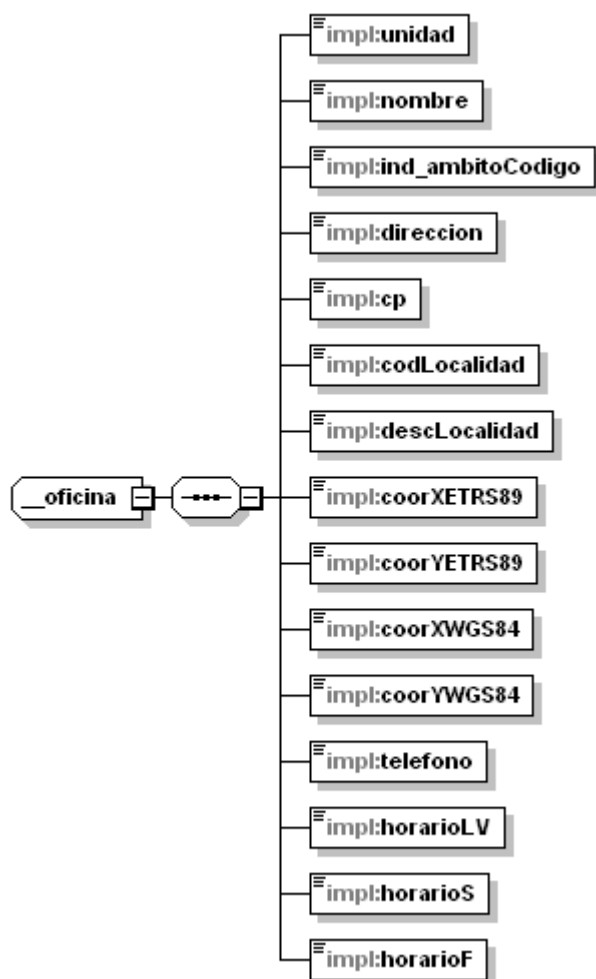 impl:unidad
impl:nombre
impl:ind_ambitoCodigo
impl:direccion
impl:cp
impl:codLocalidad
impl:descLocalidad
__oficina
impl:coorXETRS89
impl:coorYETRS89
impl:coorXWGS84
impl:coorYWGS84
impl:telefono
impl:horarioLV
impl:horarioS
impl:horarioF